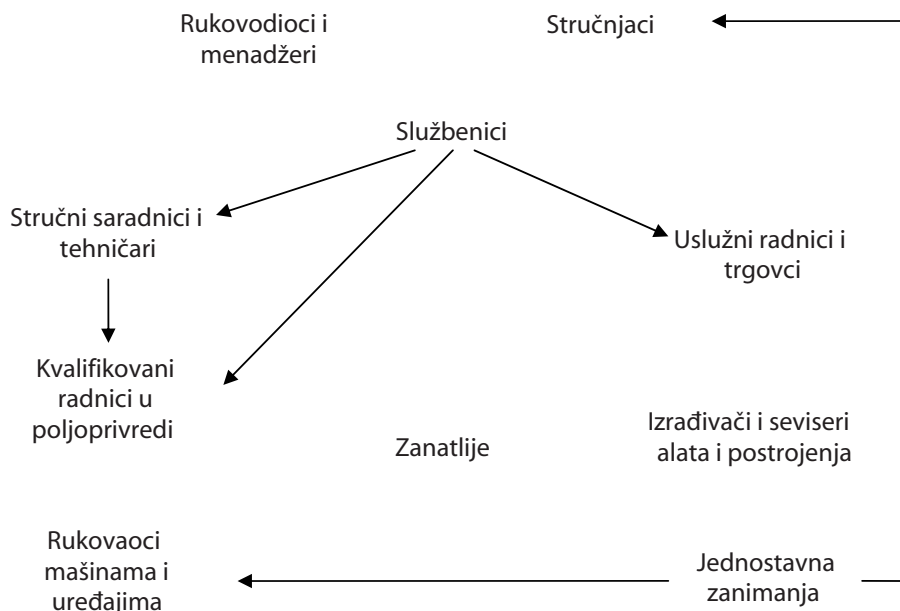 Rukovodioci i
menadžeri
Stručnjaci
Službenici
Stručni saradnici i
tehničari
Uslužni radnici i
trgovci
Kvalifikovani
radnici u
poljoprivredi
Zanatlije
Izrađivači i seviseri
alata i postrojenja
Rukovaoci
mašinama i
uređajima
Jednostavna
zanimanja